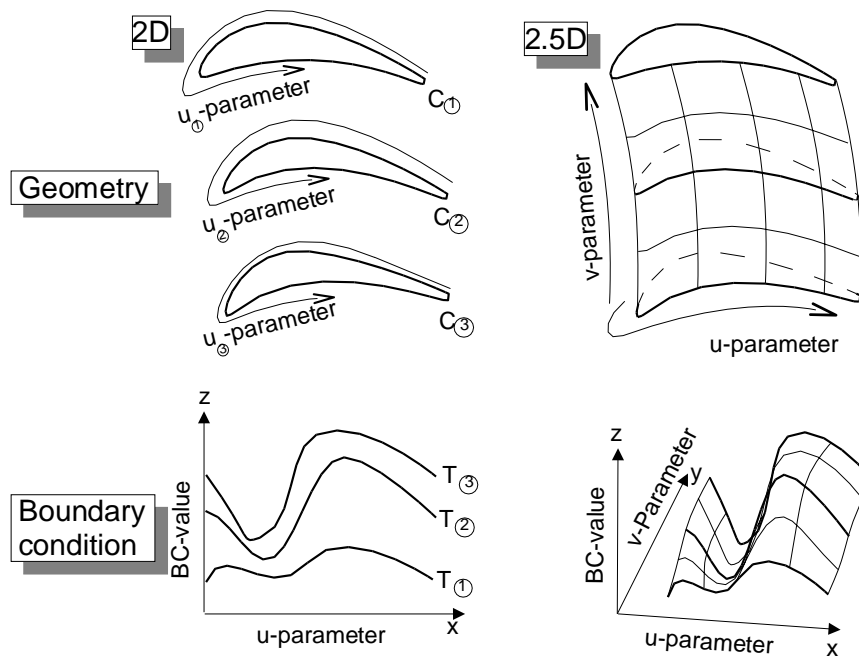 2D
u①-parameter
C①
u②-parameter
C②
u③-parameter
C③
2.5D
v-parameter
u-parameter
Geometry
Boundary
condition
z
BC-value
T③
T②
T①
x
u-parameter
z
BC-value
v-Parameter
y
u-parameter
x